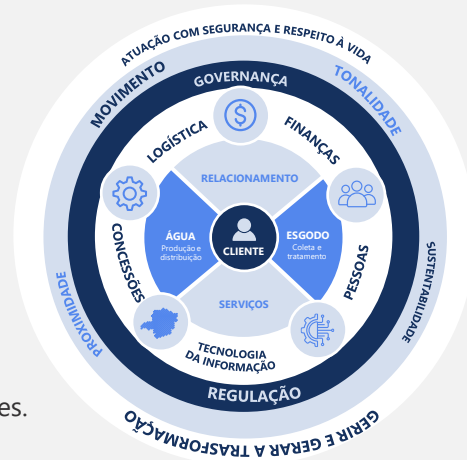 ATUAÇÃO COM SEGURANÇA E RESPEITO À VIDA
MOVIMENTO
TONALIDADE
GOVERNANÇA
LOGÍSTICA
FINANÇAS
RELACIONAMENTO
ÁGUA
Produção e
distribuição
CLIENTE
ESGODO
Coleta e
tratamento
CONCESSÕES
PESSOAS
SUSTENTABILIDADE
PROXIMIDADE
SERVIÇOS
TECNOLOGIA
DA INFORMAÇÃO
REGULAÇÃO
es.
GERIR E GERAR A TRASFORMAÇÃO